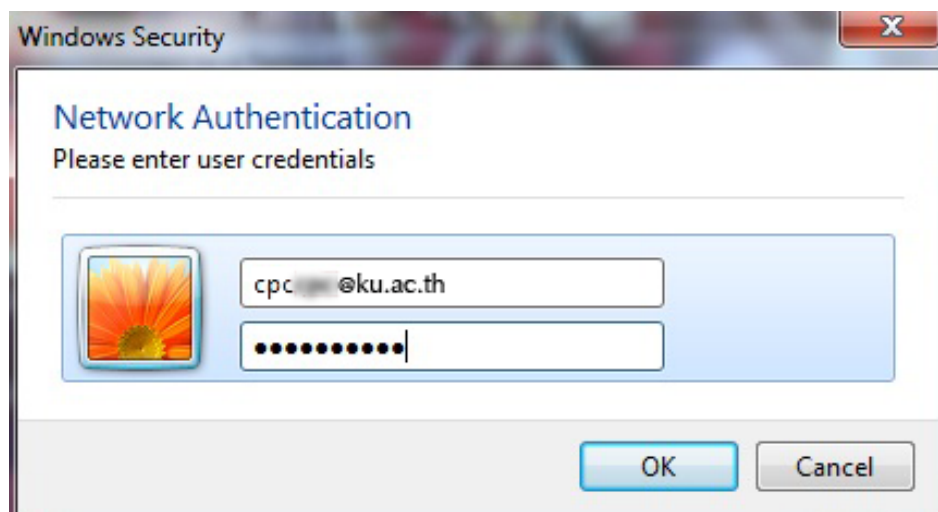 Windows Security
Network Authentication
Please enter user credentials
@ku.ac.th
●●●●●●●●●●
OK
Cancel